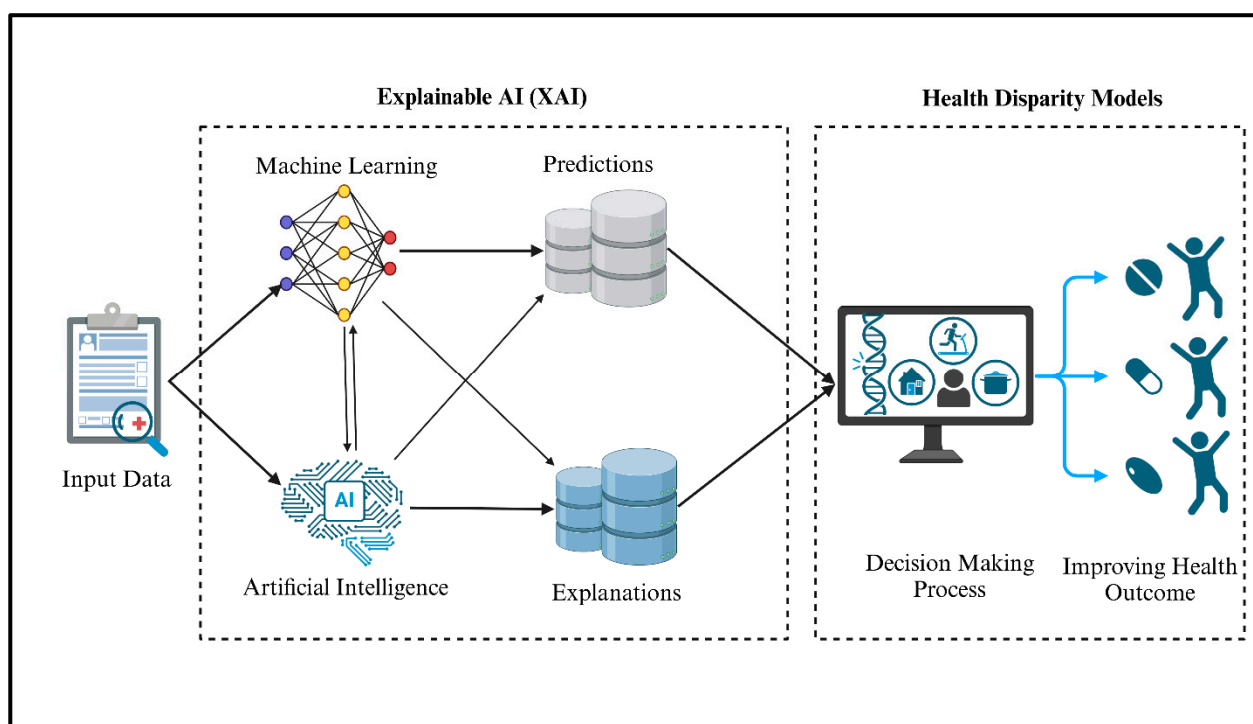 Explainable AI (XAI)
Health Disparity Models
Machine Learning
Predictions
Input Data
AI
Artificial Intelligence
Explanations
Decision Making
Process
Improving Health
Outcome